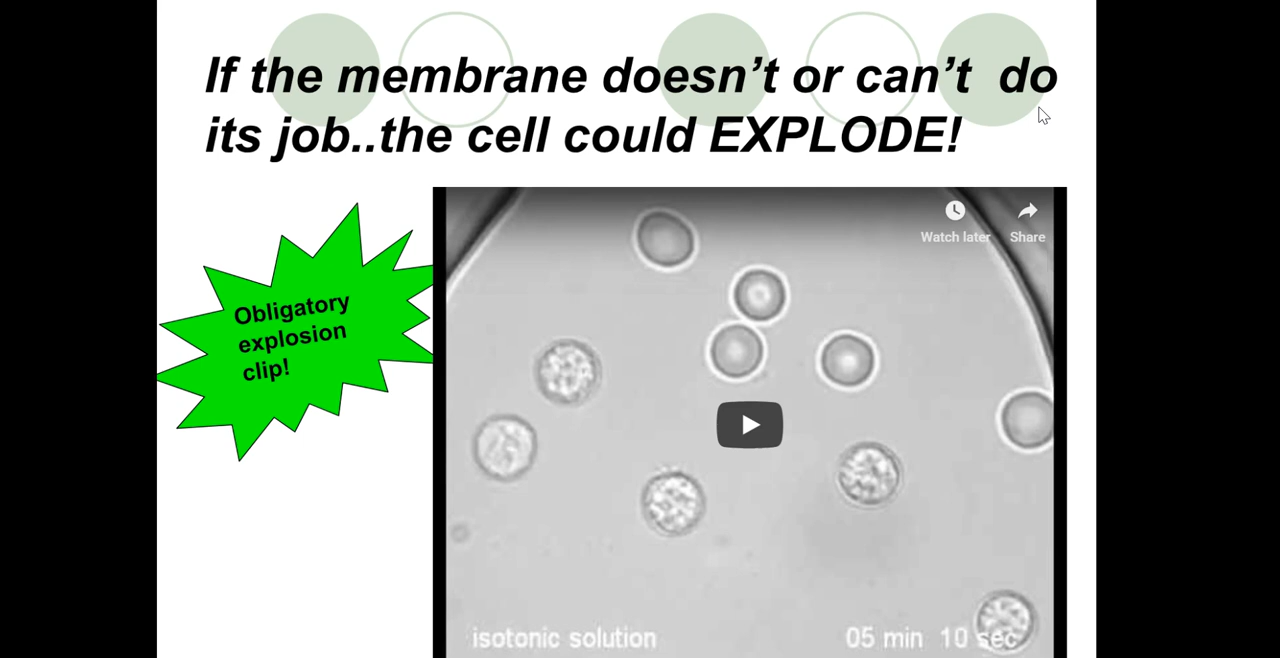 If the membrane doesn’t or can’t  do
its job..the cell could EXPLODE!
Obligatory
explosion
clip!
Watch later
Share
isotonic solution
05 min  10 sec